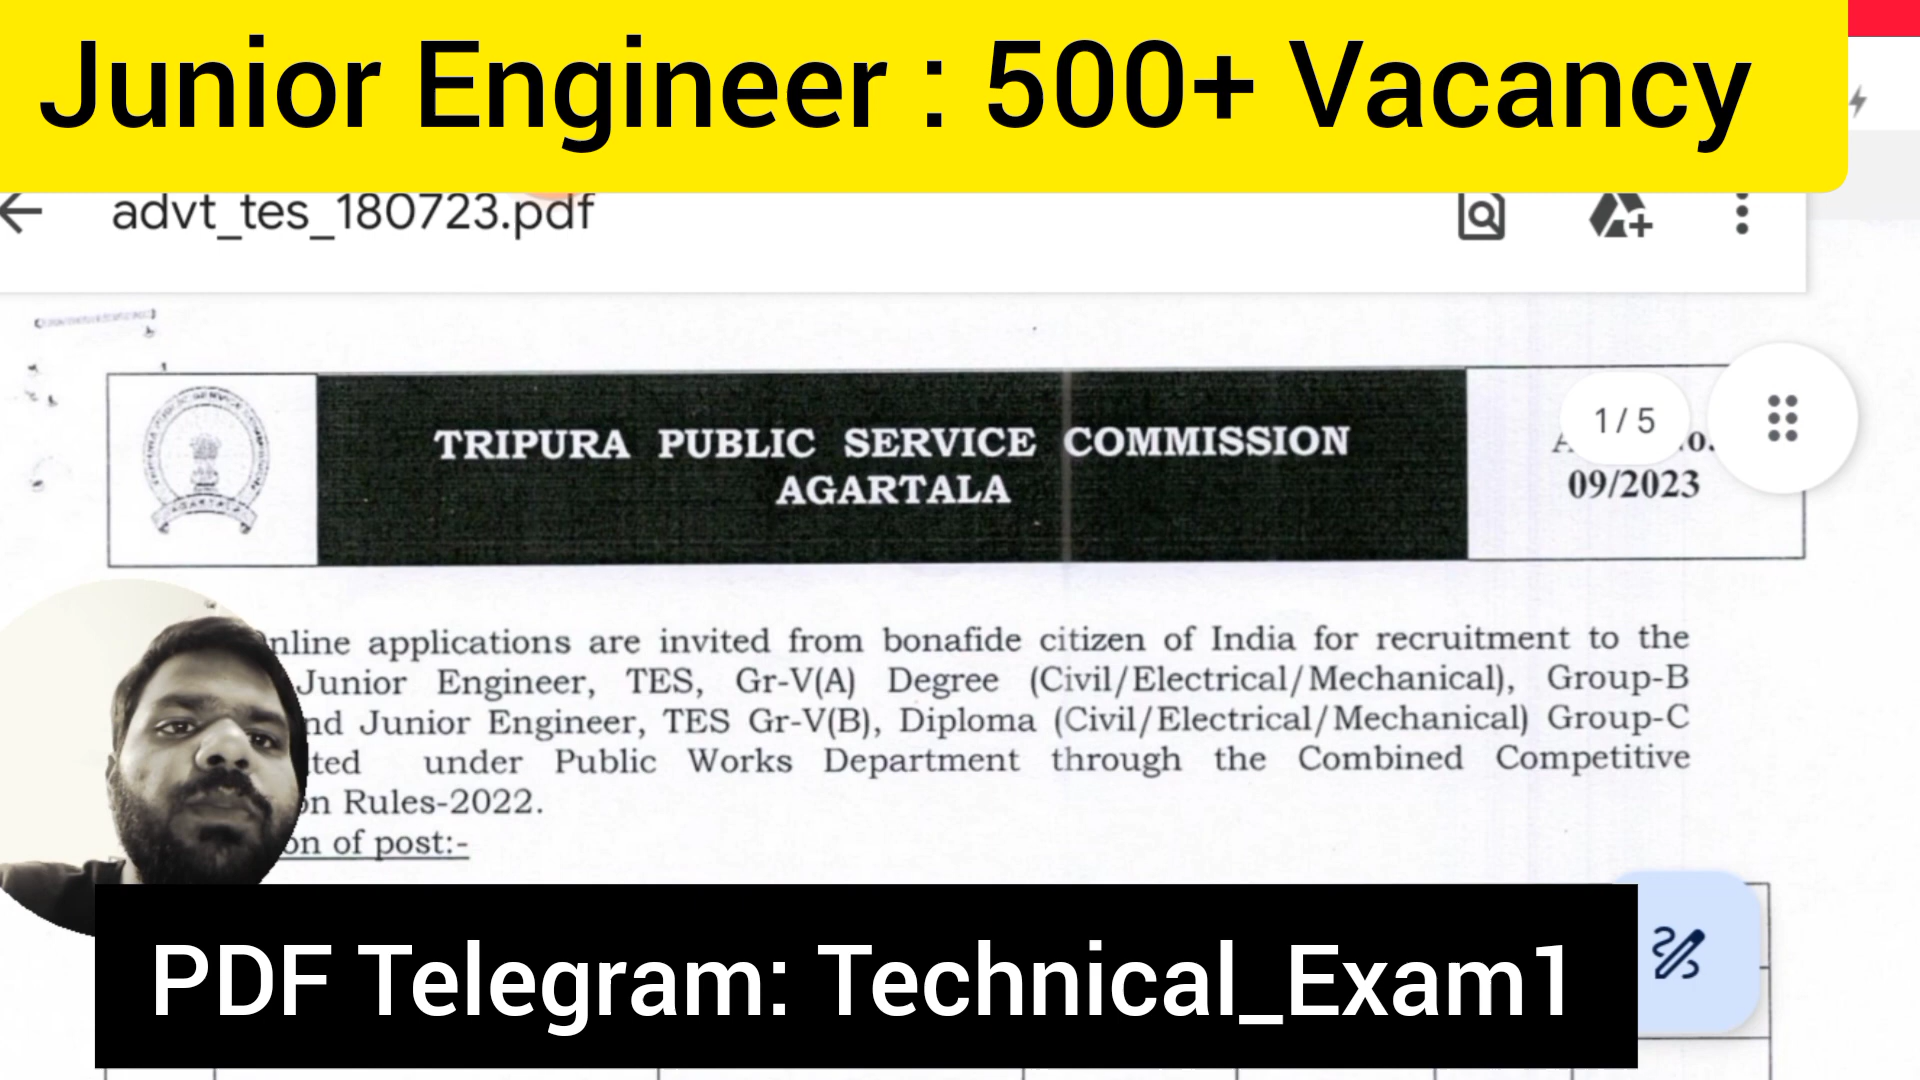 Junior Engineer : 500+ Vacancy
advt_tes_180723.pdf
TRIPURA PUBLIC SERVICE COMMISSION
AGARTALA
1 / 5
09/2023
nline applications are invited from bonafide citizen of India for recruitment to the
Junior Engineer, TES, Gr-V(A) Degree (Civil/Electrical/Mechanical), Group-B
nd Junior Engineer, TES Gr-V(B), Diploma (Civil/Electrical/Mechanical) Group-C
ted under Public Works Department through the Combined Competitive
on Rules-2022.
on of post:-
PDF Telegram: Technical_Exam1